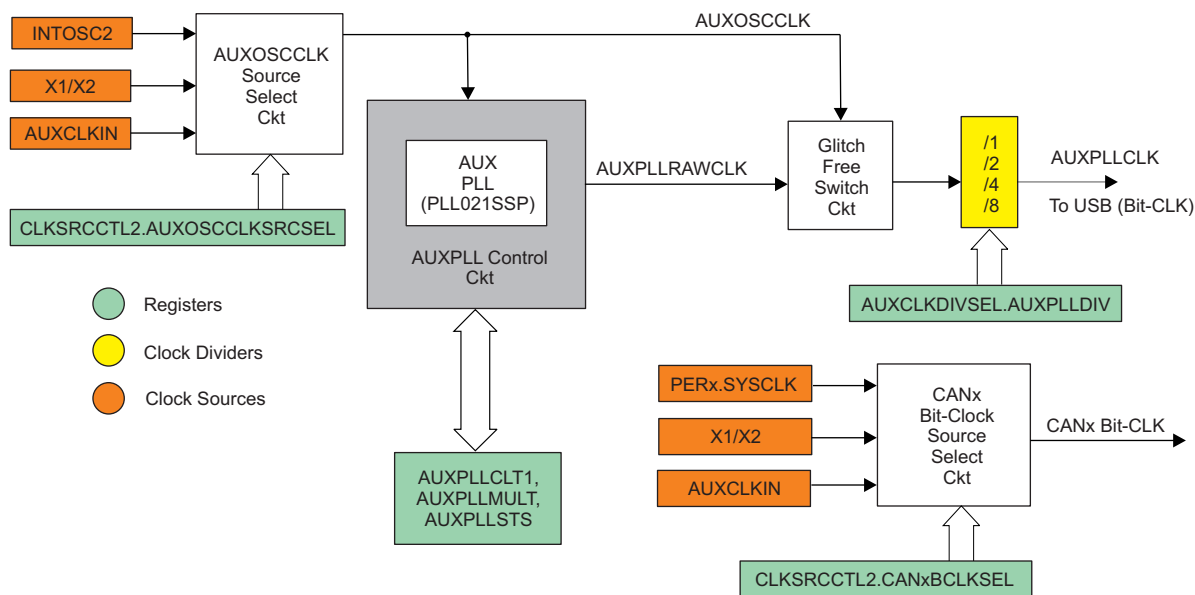 INTOSC2
X1/X2
AUXCLKIN
AUXOSCCLK
Source
Select
Ckt
CLKSRCCTL2.AUXOSCCLKSRCSEL
AUXOSCCLK
AUX
PLL
(PLL021SSP)
AUXPLL Control
Ckt
AUXPLLRAWCLK
Glitch
Free
Switch
Ckt
/1
/2
/4
/8
AUXPLLCLK
To USB (Bit-CLK)
AUXCLKDIVSEL.AUXPLLDIV
Registers
Clock Dividers
Clock Sources
AUXPLLCLT1,
AUXPLLMULT,
AUXPLLSTS
PERx.SYSCLK
X1/X2
AUXCLKIN
CANx
Bit-Clock
Source
Select
Ckt
CANx Bit-CLK
CLKSRCCTL2.CANxBCLKSEL